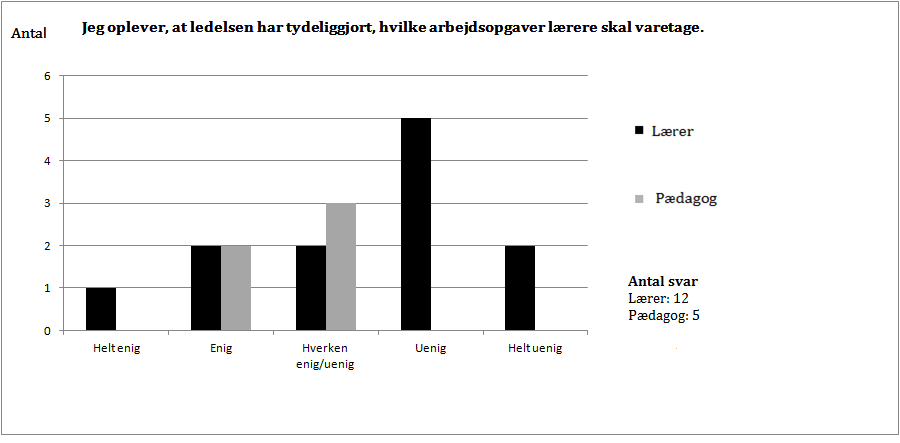 Antal
Jeg oplever, at ledelsen har tydeliggjort, hvilke arbejdsopgaver lærere skal varetage.
6
5
4
3
2
1
0
Helt enig
Enig
Hverken
enig/uenig
Uenig
Helt uenig
Lærer
Pædagog
Antal svar
Lærer: 12
Pædagog: 5